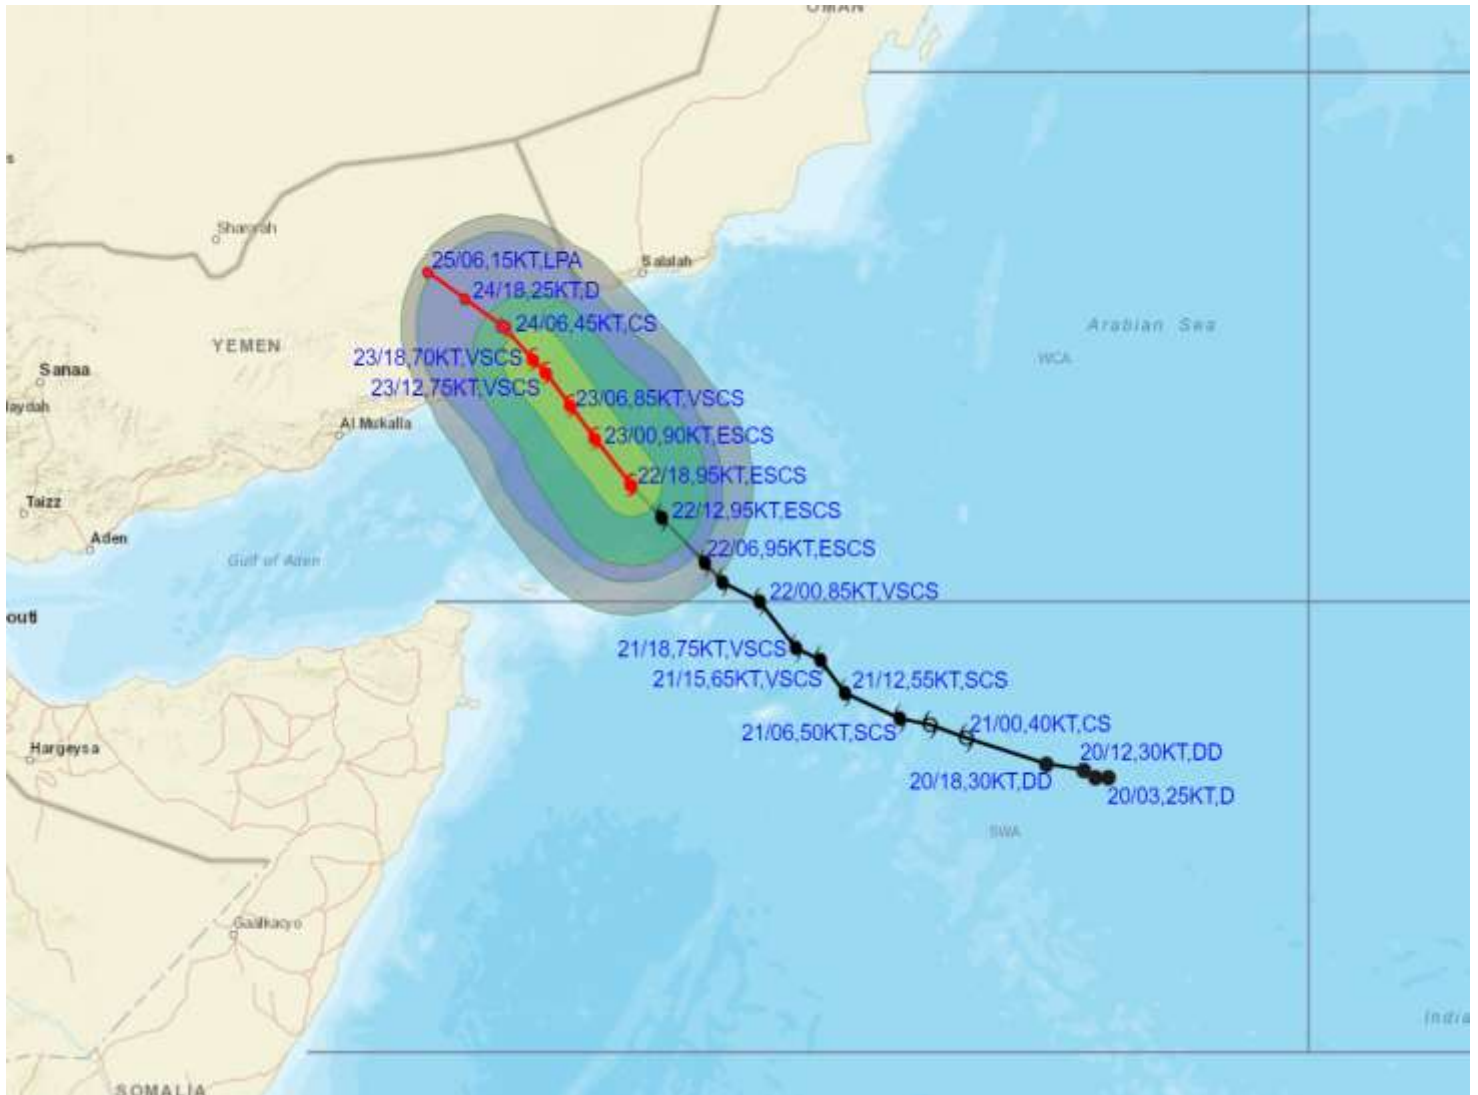 OMAN
s
Sharurah
Salalah
25/06,15KT,LPA
24/18,25KT,D
24/06,45KT,CS
Arabian Sea
YEMEN
23/18,70KT,VSCS
WCA
Sanaa
23/12,75KT,VSCS
23/06,85KT,VSCS
laydah
Al Mukalla
23/00,90KT,ESCS
22/18,95KT,ESCS
Taizz
22/12,95KT,ESCS
Aden
22/06,95KT,ESCS
Gulf of Aden
22/00,85KT,VSCS
outi
21/18,75KT,VSCS
21/15,65KT,VSCS
21/12,55KT,SCS
21/00,40KT,CS
21/06,50KT,SCS
Hargeysa
20/12,30KT,DD
20/18,30KT,DD
20/03,25KT,D
SWA
Gaalkacyo
India
SOMALIA